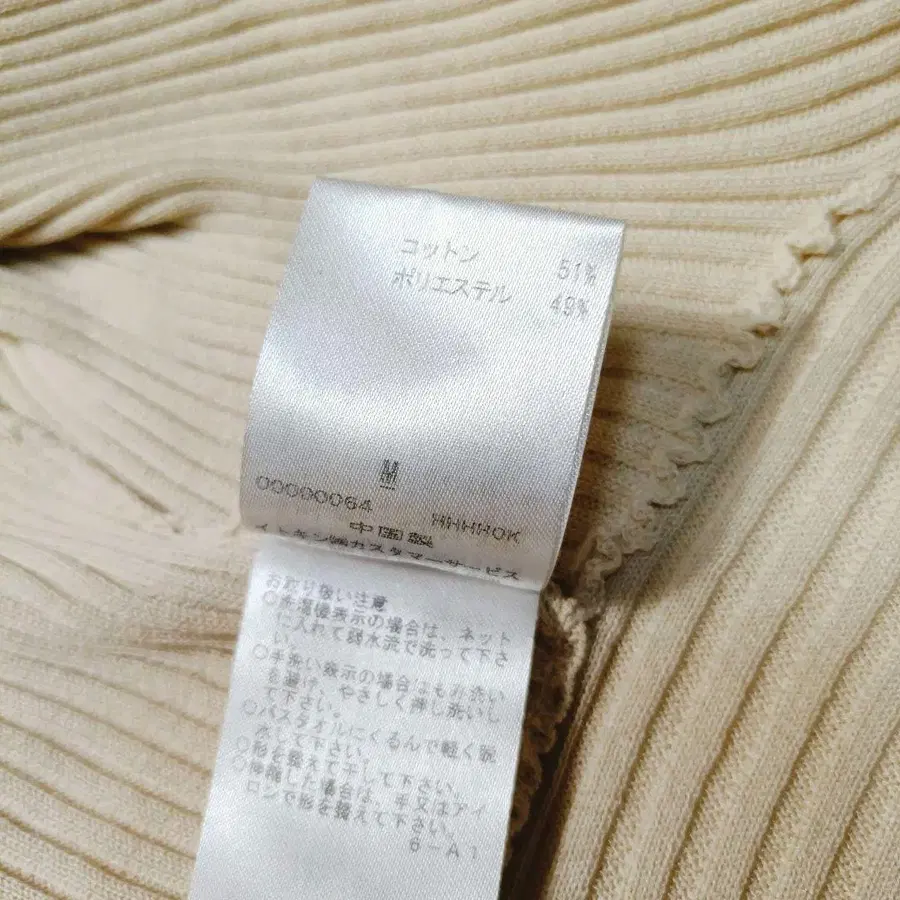 コットン 51%
ポリエステル 49%
M
00000064 HHHHOK
中国製
イトキン㈱カスタマーサービス
お取り扱い注意
○洗濯機表示の場合は、ネット
に入れて弱水流で洗って下さ
い。
○手洗い表示の場合はもみ洗い
を避け、やさしく押し洗いし
て下さい。
○バスタオルにくるんで軽く脱
水して下さい。
○形を整えて干して下さい。
○伸縮した場合は、手又はアイ
ロンで形を整えて下さい。
6-A1